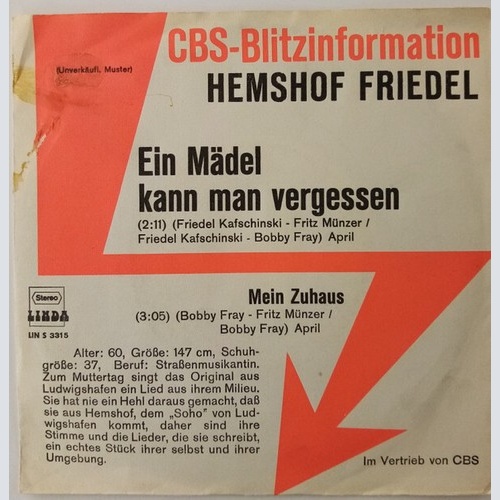 CBS-Blitzinformation
(Unverkäufl. Muster)
HEMSHOF FRIEDEL
Ein Mädel
kann man vergessen
(2:11) (Friedel Kafschinski - Fritz Münzer /
Friedel Kafschinski - Bobby Fray) April
Mein Zuhaus
(3:05) (Bobby Fray - Fritz Münzer /
Bobby Fray) April
Stereo
LINDA
LIN S 3315
Alter: 60, Größe: 147 cm, Schuh-
größe: 37, Beruf: Straßenmusikantin.
Zum Muttertag singt das Original aus
Ludwigshafen ein Lied aus ihrem Milieu.
Sie hat nie ein Hehl daraus gemacht, daß
sie aus Hemshof, dem „Soho" von Lud-
wigshafen kommt, daher sind ihre
Stimme und die Lieder, die sie schreibt,
ein echtes Stück ihrer selbst und ihrer
Umgebung.
Im Vertrieb von CBS